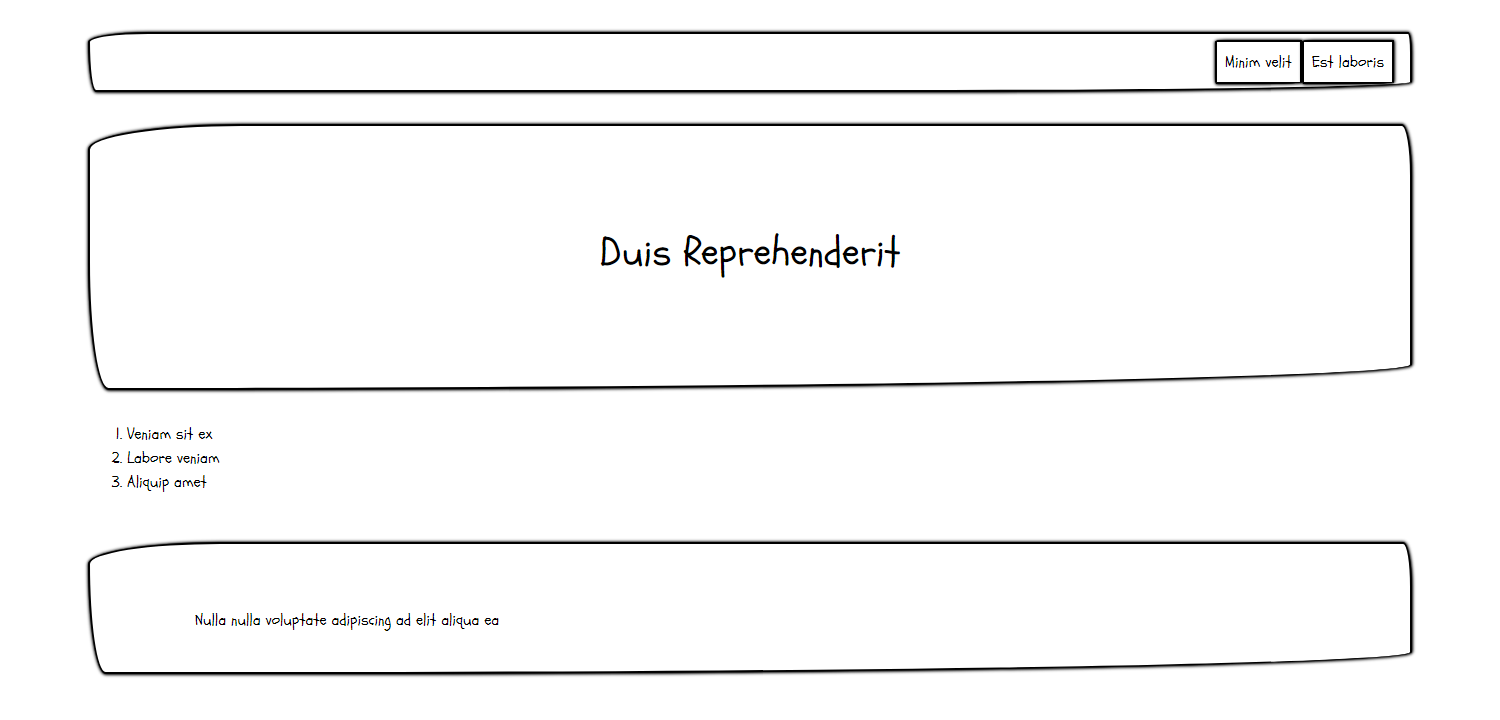 Minim velit
Est laboris
Duis Reprehenderit
1. Veniam sit ex
2. Labore veniam
3. Aliquip amet
Nulla nulla voluptate adipiscing ad elit aliqua ea